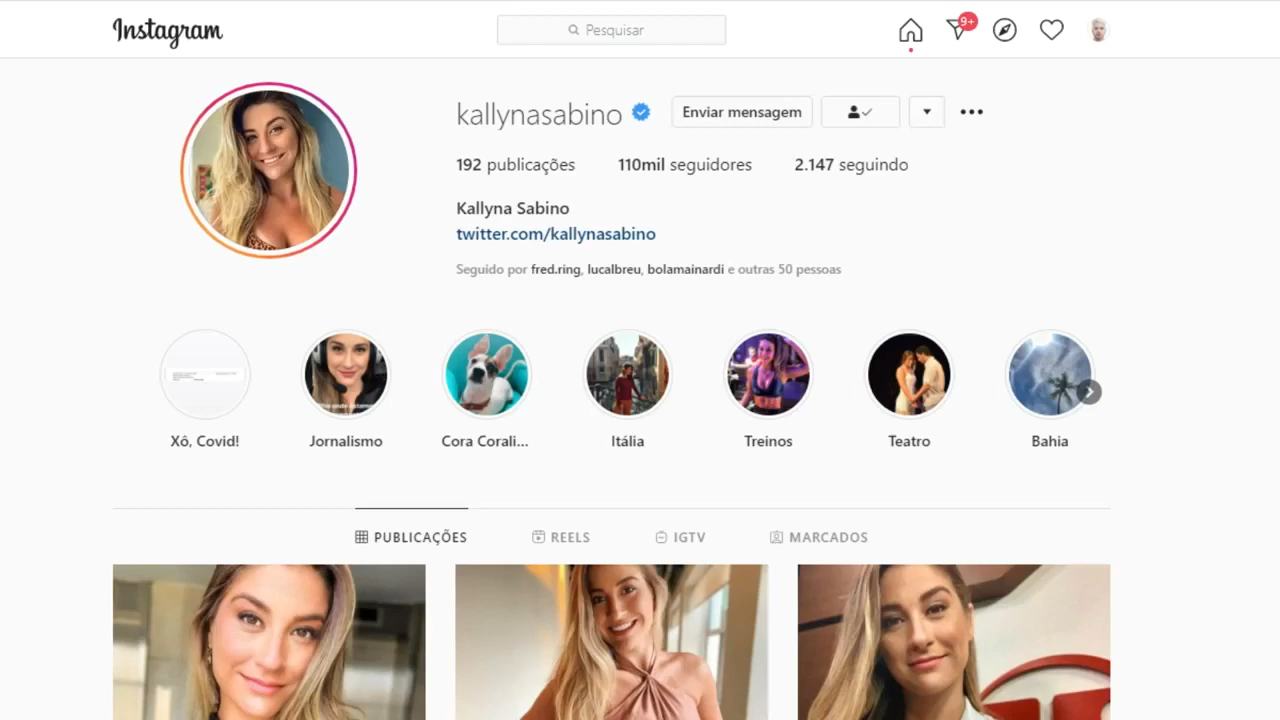 Instagram
Pesquisar
9+
kallynasabino
Enviar mensagem
192 publicações
110mil seguidores
2.147 seguindo
Kallyna Sabino
twitter.com/kallynasabino
Seguido por fred.ring, lucalbreu, bolamainardi e outras 50 pessoas
Xô, Covid!
Jornalismo
Cora Corali...
Itália
Treinos
Teatro
Bahia
PUBLICAÇÕES
REELS
IGTV
MARCADOS